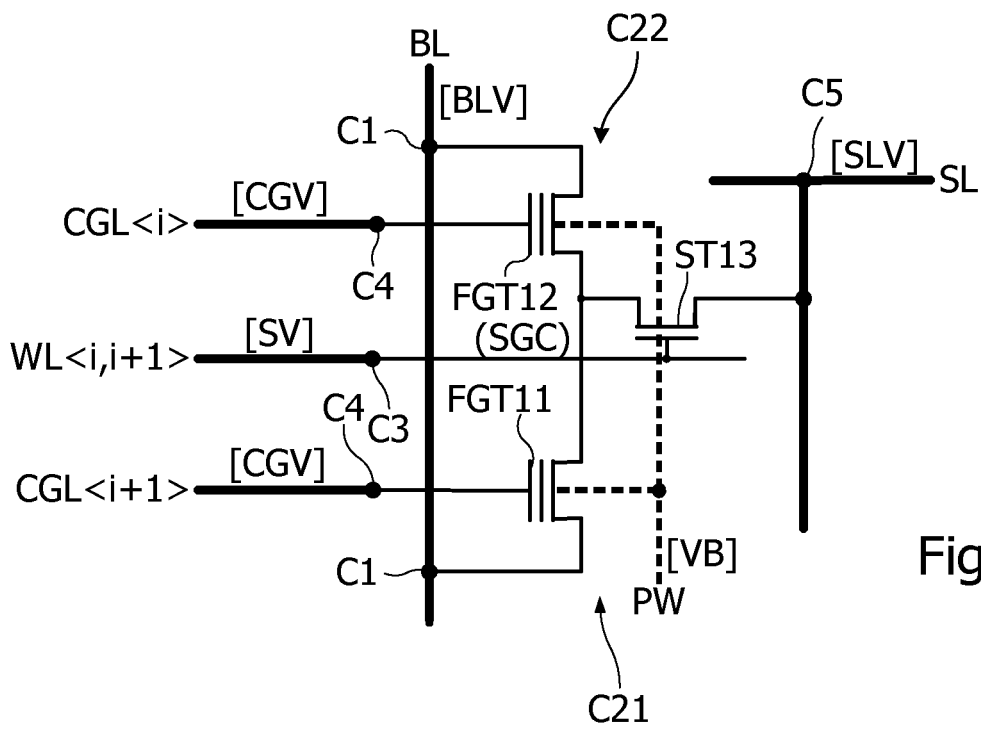 C22
BL
C5
[BLV]
C1
[SLV]
SL
[CGV]
CGL<i>
C4
ST13
FGT12
(SGC)
[SV]
WL<i,i+1>
FGT11
C4
C3
[CGV]
CGL<i+1>
C1
[VB]
Fig
PW
C21